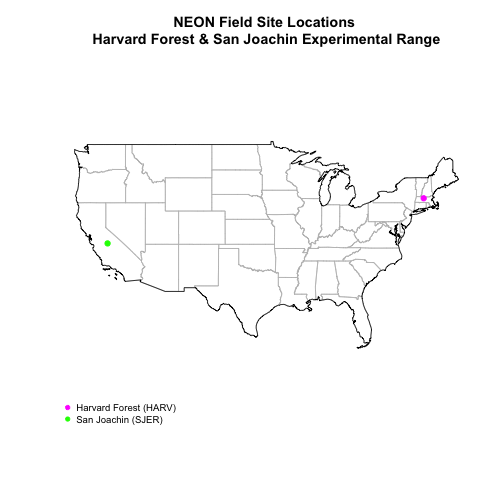 NEON Field Site Locations
Harvard Forest & San Joachin Experimental Range
Harvard Forest (HARV)
San Joachin (SJER)